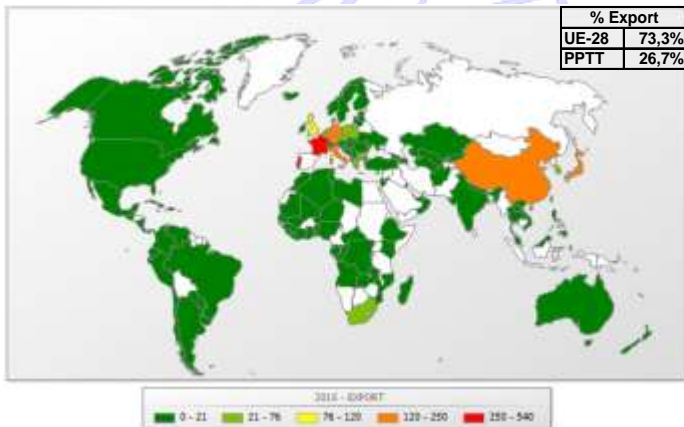 % Export
UE-28 73,3%
PPTT 26,7%
2016 - EXPORT
0 - 21 21 - 76 76 - 120 120 - 250 250 - 540